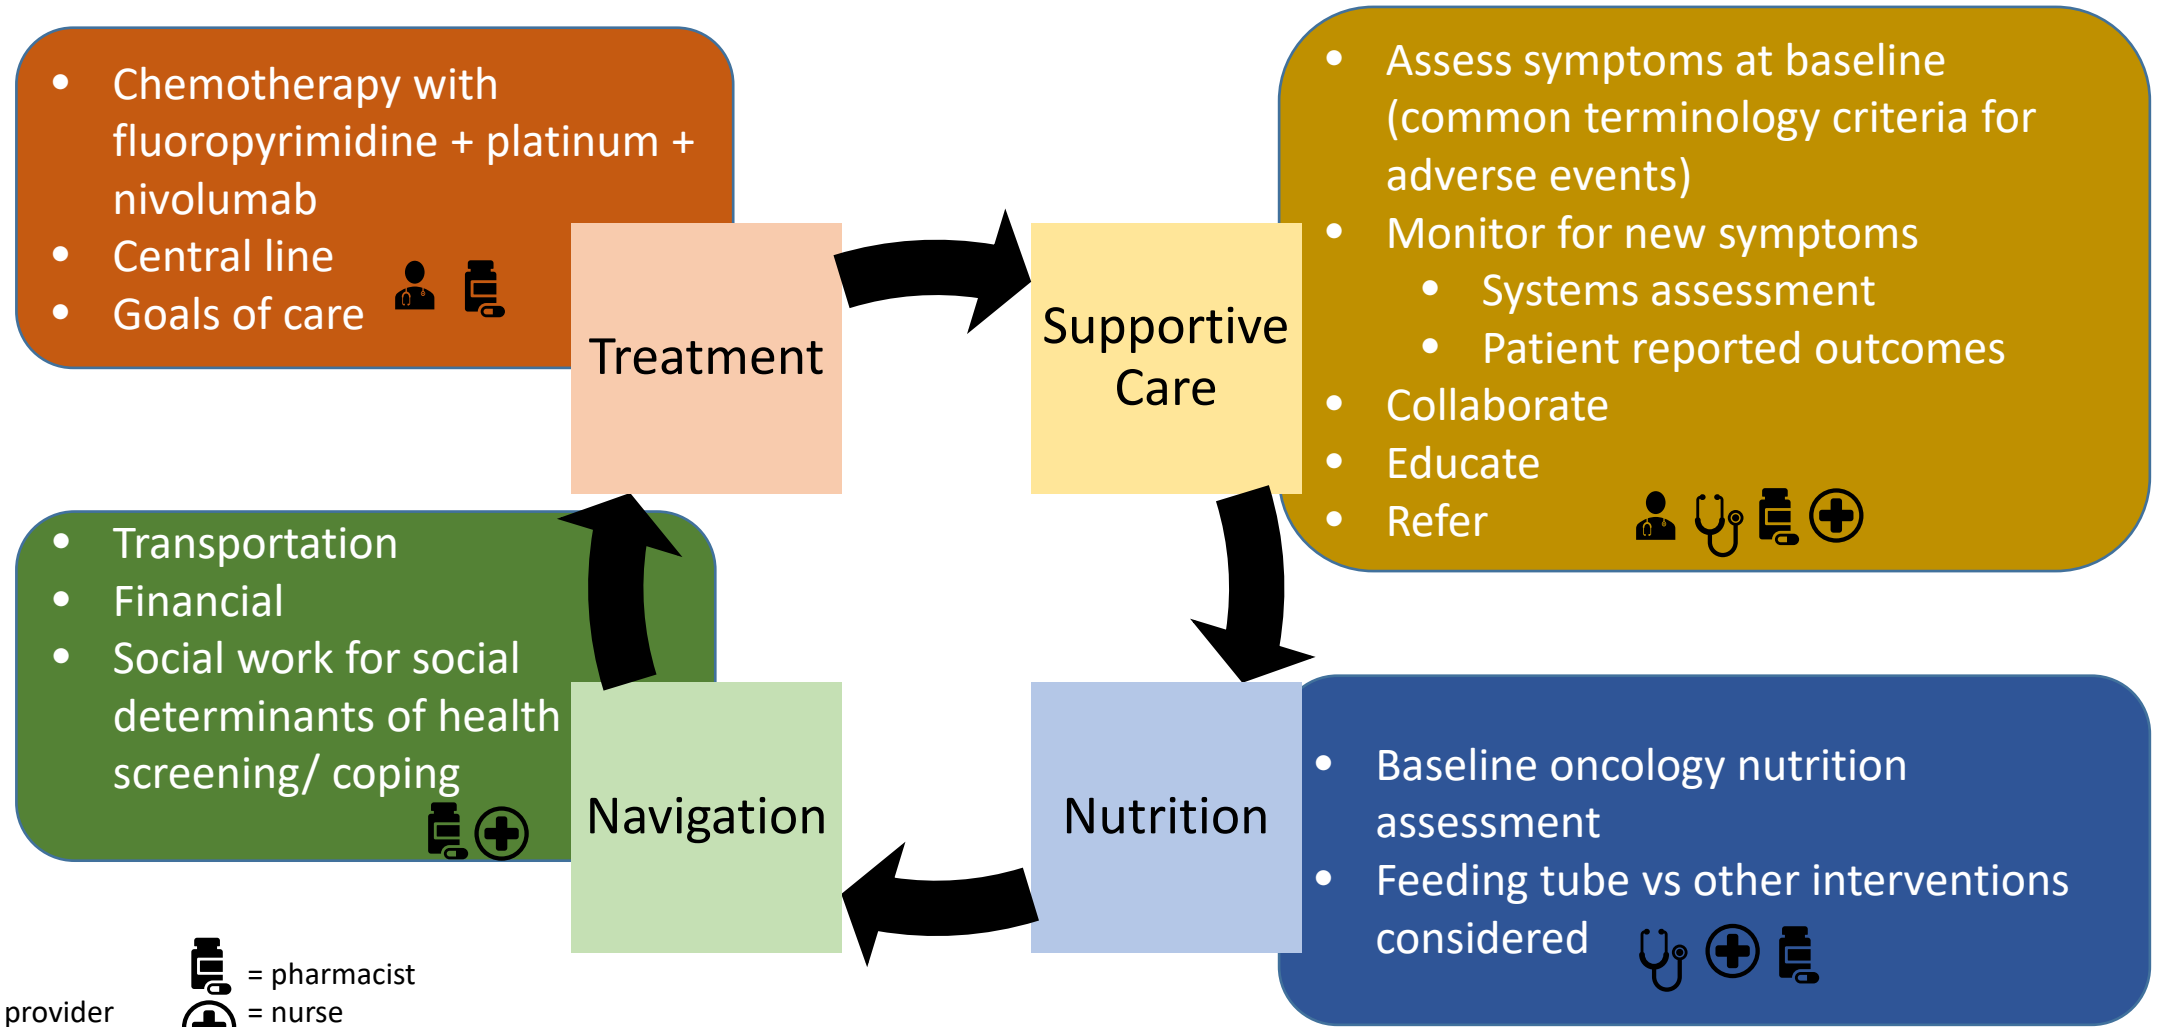 • Chemotherapy with
fluoropyrimidine + platinum +
nivolumab
• Central line
• Goals of care
Treatment
• Assess symptoms at baseline
(common terminology criteria for
adverse events)
• Monitor for new symptoms
• Systems assessment
• Patient reported outcomes
• Collaborate
• Educate
• Refer
Supportive
Care
• Transportation
• Financial
• Social work for social
determinants of health
screening/ coping
Navigation
Nutrition
• Baseline oncology nutrition
assessment
• Feeding tube vs other interventions
considered
= pharmacist
provider
= nurse